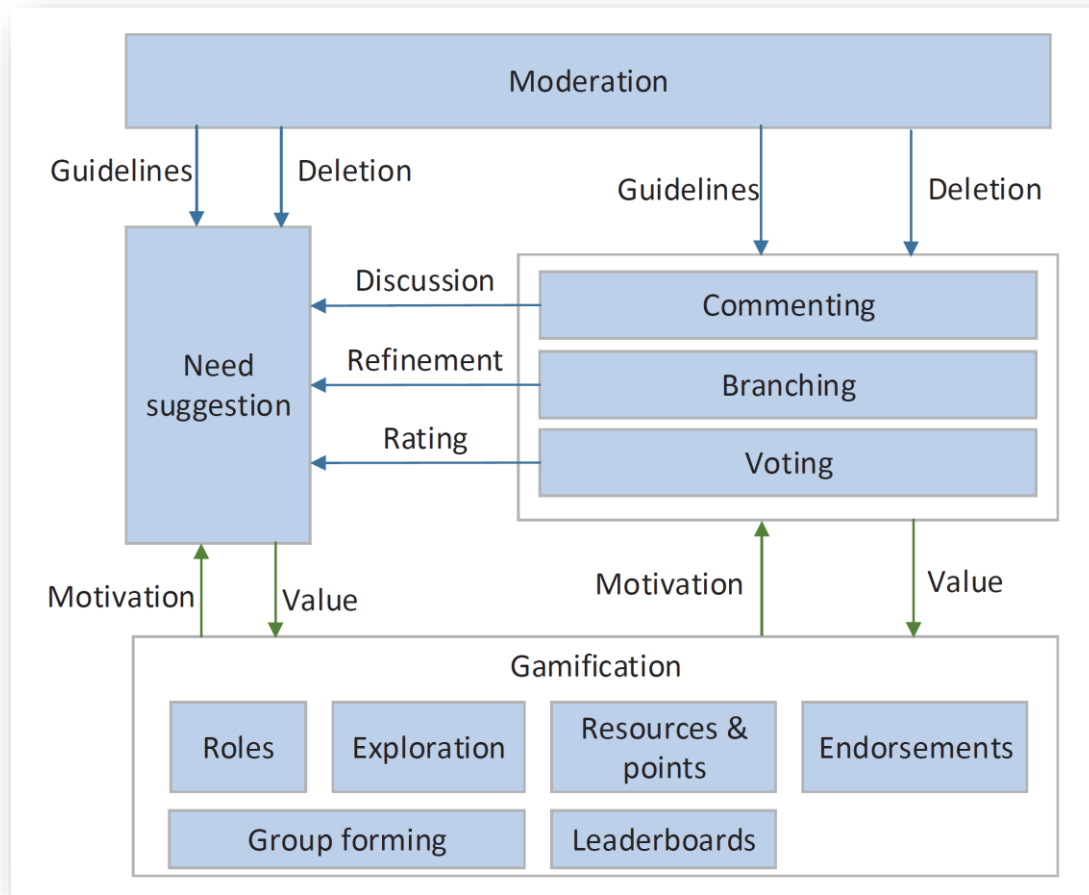 Moderation
Guidelines
Deletion
Guidelines
Deletion
Discussion
Commenting
Need
suggestion
Refinement
Branching
Rating
Voting
Motivation
Value
Motivation
Value
Gamification
Roles
Exploration
Resources &
points
Endorsements
Group forming
Leaderboards